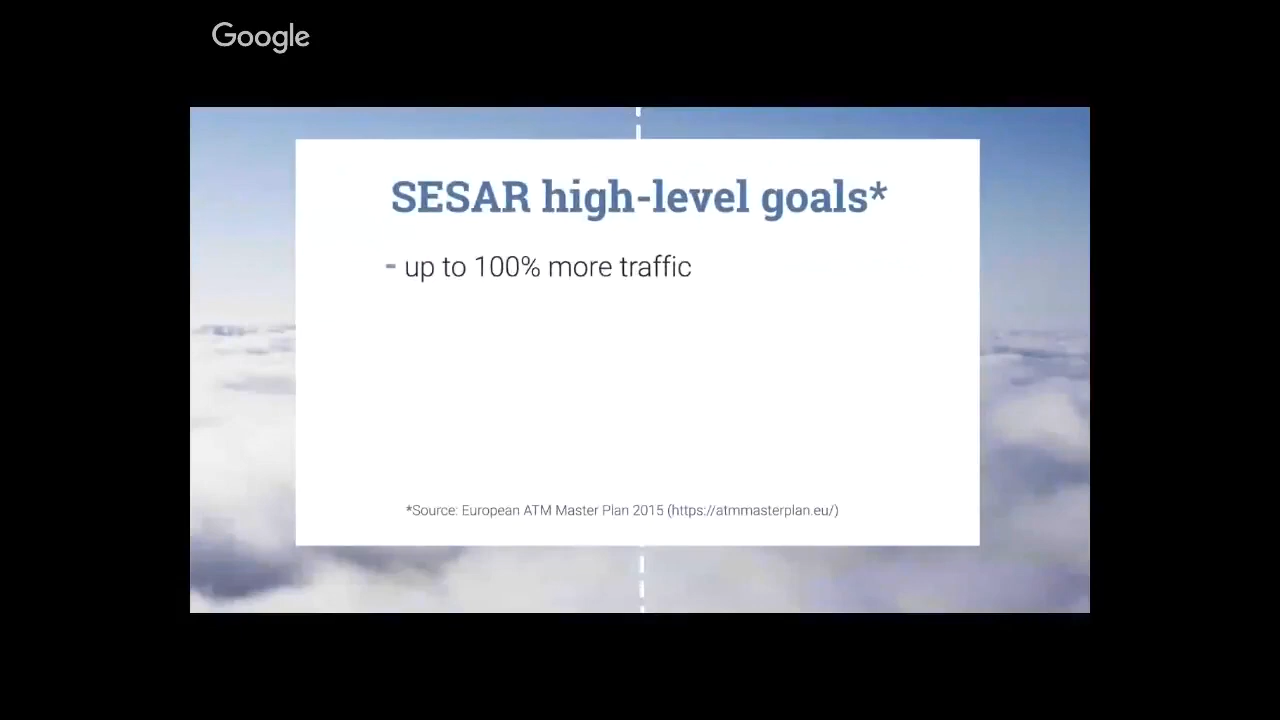 Google
SESAR high-level goals*
- up to 100% more traffic
*Source: European ATM Master Plan 2015 (https://atmmasterplan.eu/)